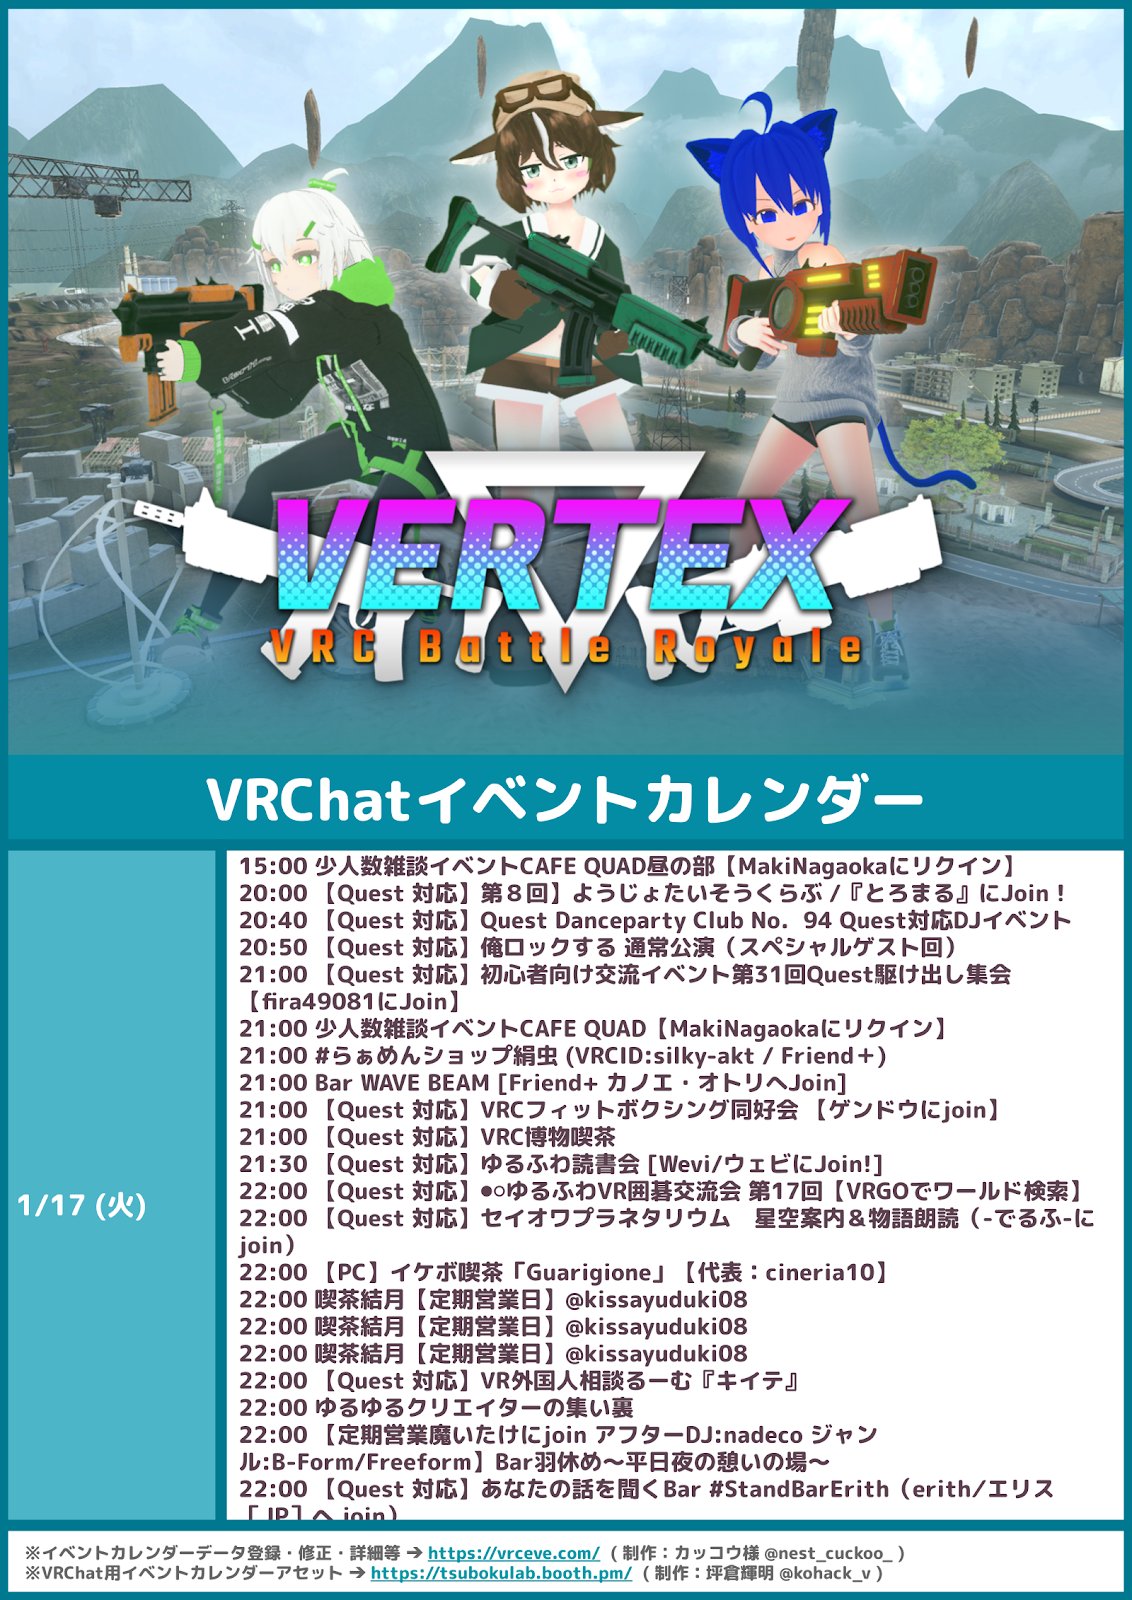 VERTEX
VRC Battle Royale
VRChatイベントカレンダー
1/17 (火)
15:00 少人数雑談イベントCAFE QUAD昼の部【MakiNagaokaにリクイン】
20:00 【Quest 対応】第８回】ようじょたいそうくらぶ /『とろまる』にJoin！
20:40 【Quest 対応】Quest Danceparty Club No. 94 Quest対応DJイベント
20:50 【Quest 対応】俺ロックする 通常公演（スペシャルゲスト回）
21:00 【Quest 対応】初心者向け交流イベント第31回Quest駆け出し集会
【fira49081にJoin】
21:00 少人数雑談イベントCAFE QUAD【MakiNagaokaにリクイン】
21:00 #らぁめんショップ絹虫 (VRCID:silky-akt / Friend＋)
21:00 Bar WAVE BEAM [Friend+ カノエ・オトリへJoin]
21:00 【Quest 対応】VRCフィットボクシング同好会 【ゲンドウにjoin】
21:00 【Quest 対応】VRC博物喫茶
21:30 【Quest 対応】ゆるふわ読書会 [Wevi/ウェビにJoin!]
22:00 【Quest 対応】●○ゆるふわVR囲碁交流会 第17回【VRGOでワールド検索】
22:00 【Quest 対応】セイオワプラネタリウム　星空案内＆物語朗読（-でるふ-に
join）
22:00 【PC】イケボ喫茶「Guarigione」【代表：cineria10】
22:00 喫茶結月【定期営業日】@kissayuduki08
22:00 喫茶結月【定期営業日】@kissayuduki08
22:00 喫茶結月【定期営業日】@kissayuduki08
22:00 【Quest 対応】VR外国人相談るーむ『キイテ』
22:00 ゆるゆるクリエイターの集い裏
22:00 【定期営業魔いたけにjoin アフターDJ:nadeco ジャン
ル:B-Form/Freeform】Bar羽休め～平日夜の憩いの場～
22:00 【Quest 対応】あなたの話を聞くBar #StandBarErith（erith/エリス
［JP］へ join）
※イベントカレンダーデータ登録・修正・詳細等 → https://vrceve.com/ ( 制作：カッコウ様 @nest_cuckoo_ )
※VRChat用イベントカレンダーアセット → https://tsubokulab.booth.pm/ ( 制作：坪倉輝明 @kohack_v )